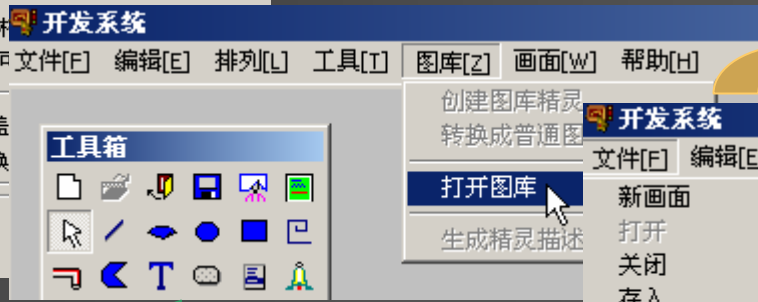 开发系统
文件[F] 编辑[E] 排列[L] 工具[T] 图库[Z] 画面[W] 帮助[H]
创建图库精灵
转换成普通图
打开图库
生成精灵描述
工具箱
T
开发系统
文件[F] 编辑[E
新画面
打开
关闭
存入